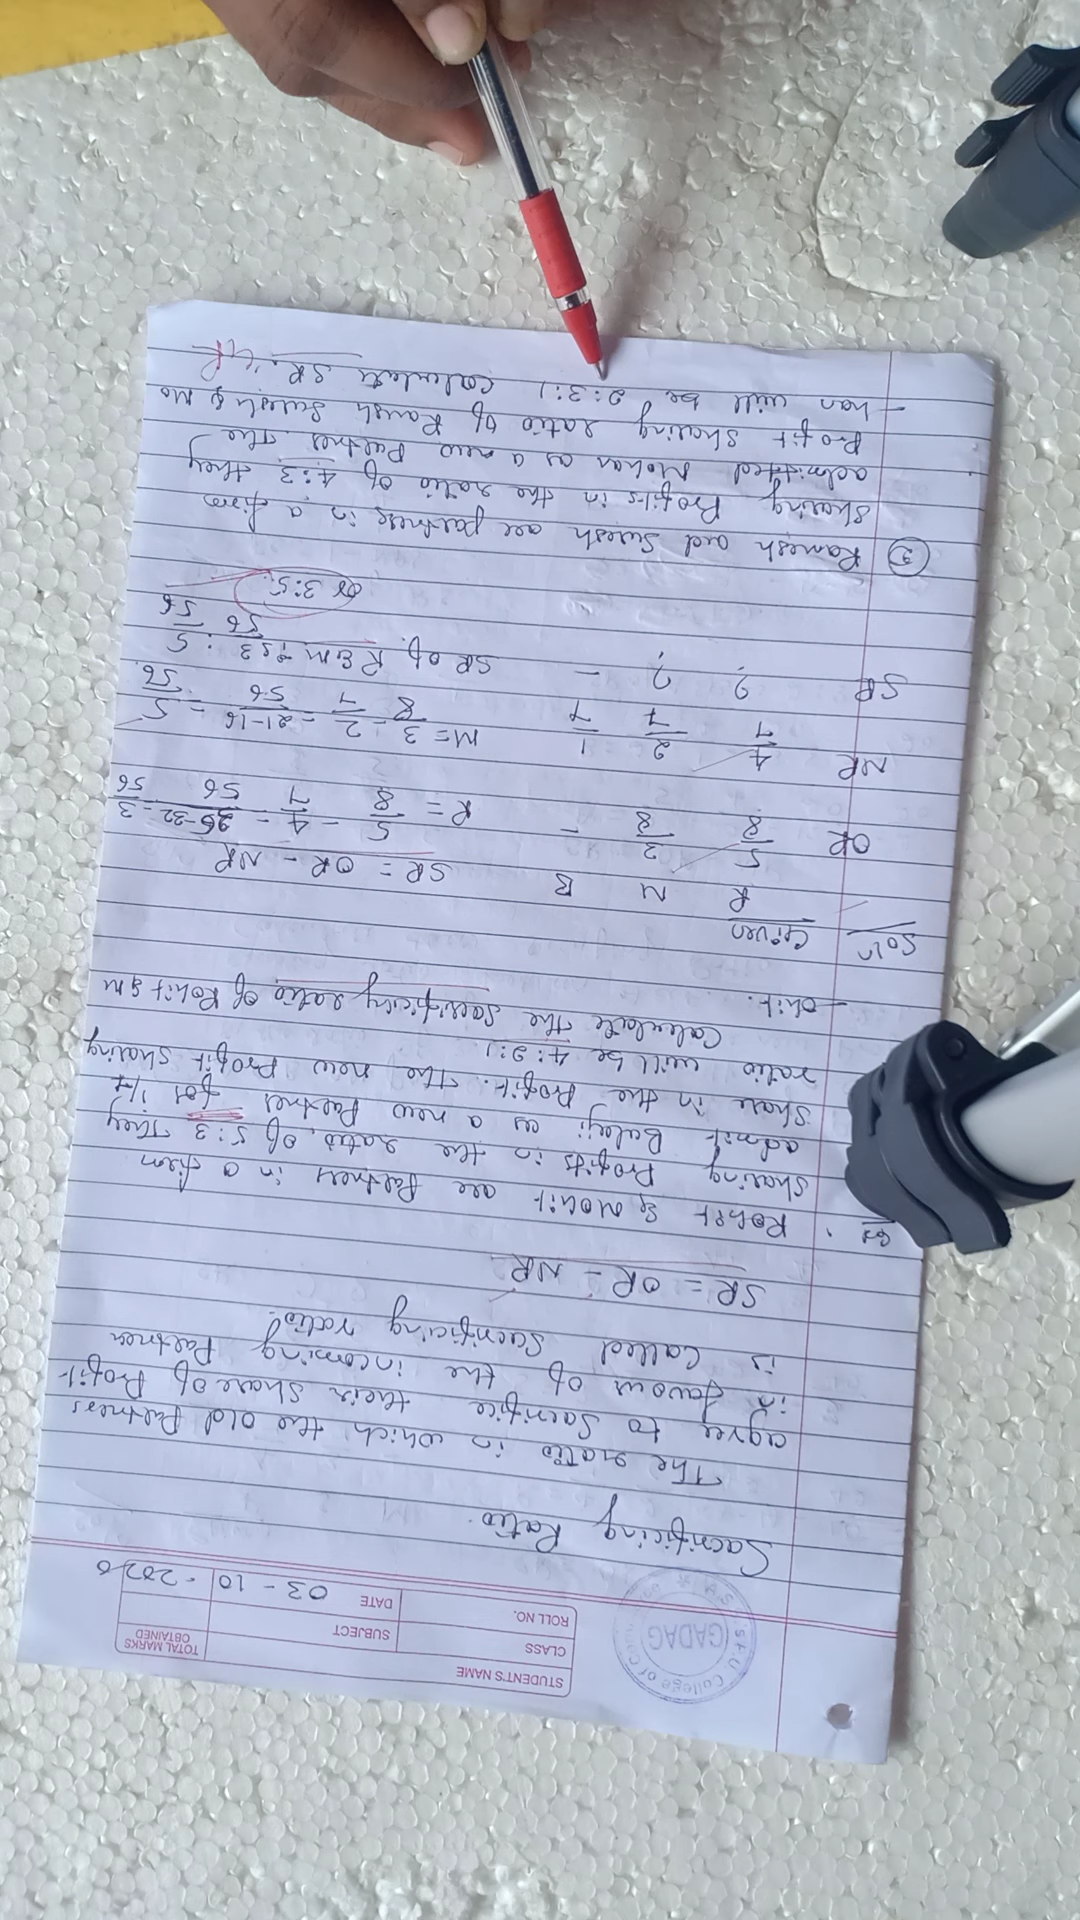 STUDENT'S NAME
CLASS
SUBJECT
TOTAL MARKS OBTAINED
ROLL NO.
DATE 03-10-2020
GADAG
Sacrificing Ratio.
The ratio in which the old Partners
agree to Sacrifice their share of Profit
in favour of the incoming Partner
is called Sacrificing ratio.
SR = OR - NR
Rohit & Mohit are Partners in a firm
sharing Profits in the ratio of 5:3 They
admit Balaji as a new Partner for 1/7
share in the Profit. The new Profit sharing
ratio will be 4:2:1.
Calculate the Sacrificing ratio of Rohit & M
-ohit.
Soln Given
R M B SR = OR - NR
OR 5/8 3/8 - R = 5/8 - 4/7 = 35-32/56 = 3/56
NR 4/7 2/7 1/7 M = 3/8 - 2/7 = 21-16/56 = 5/56
SR ? ? - SR of R & M is 3/56 : 5/56
or 3:5.
Ramesh and Suresh are partners in a firm
sharing Profits in the ratio of 4:3 they
admitted Mohan as a new Partner. The
Profit sharing ratio of Ramesh Suresh & Mo
-han will be 2:3:1 Calculate SR.